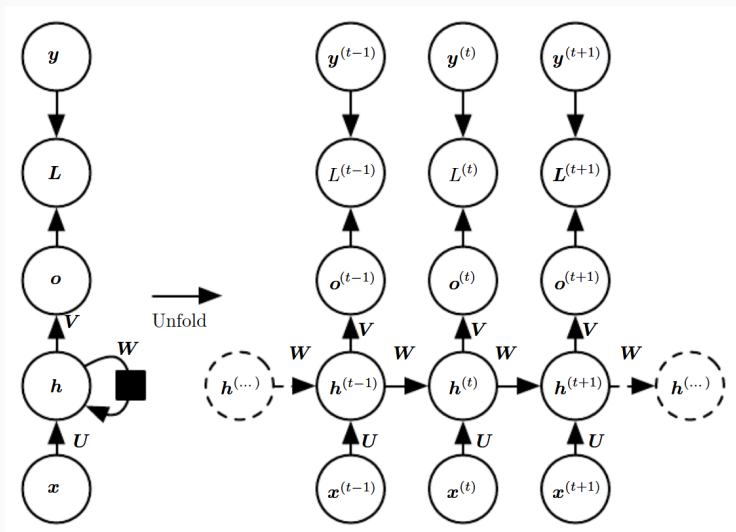 y y^(t−1) y^(t) y^(t+1)
L L^(t−1) L^(t) L^(t+1)
o o^(t−1) o^(t) o^(t+1)
Unfold
V V V V
W W W W W
h h^(...) h^(t−1) h^(t) h^(t+1) h^(...)
U U U U
x x^(t−1) x^(t) x^(t+1)